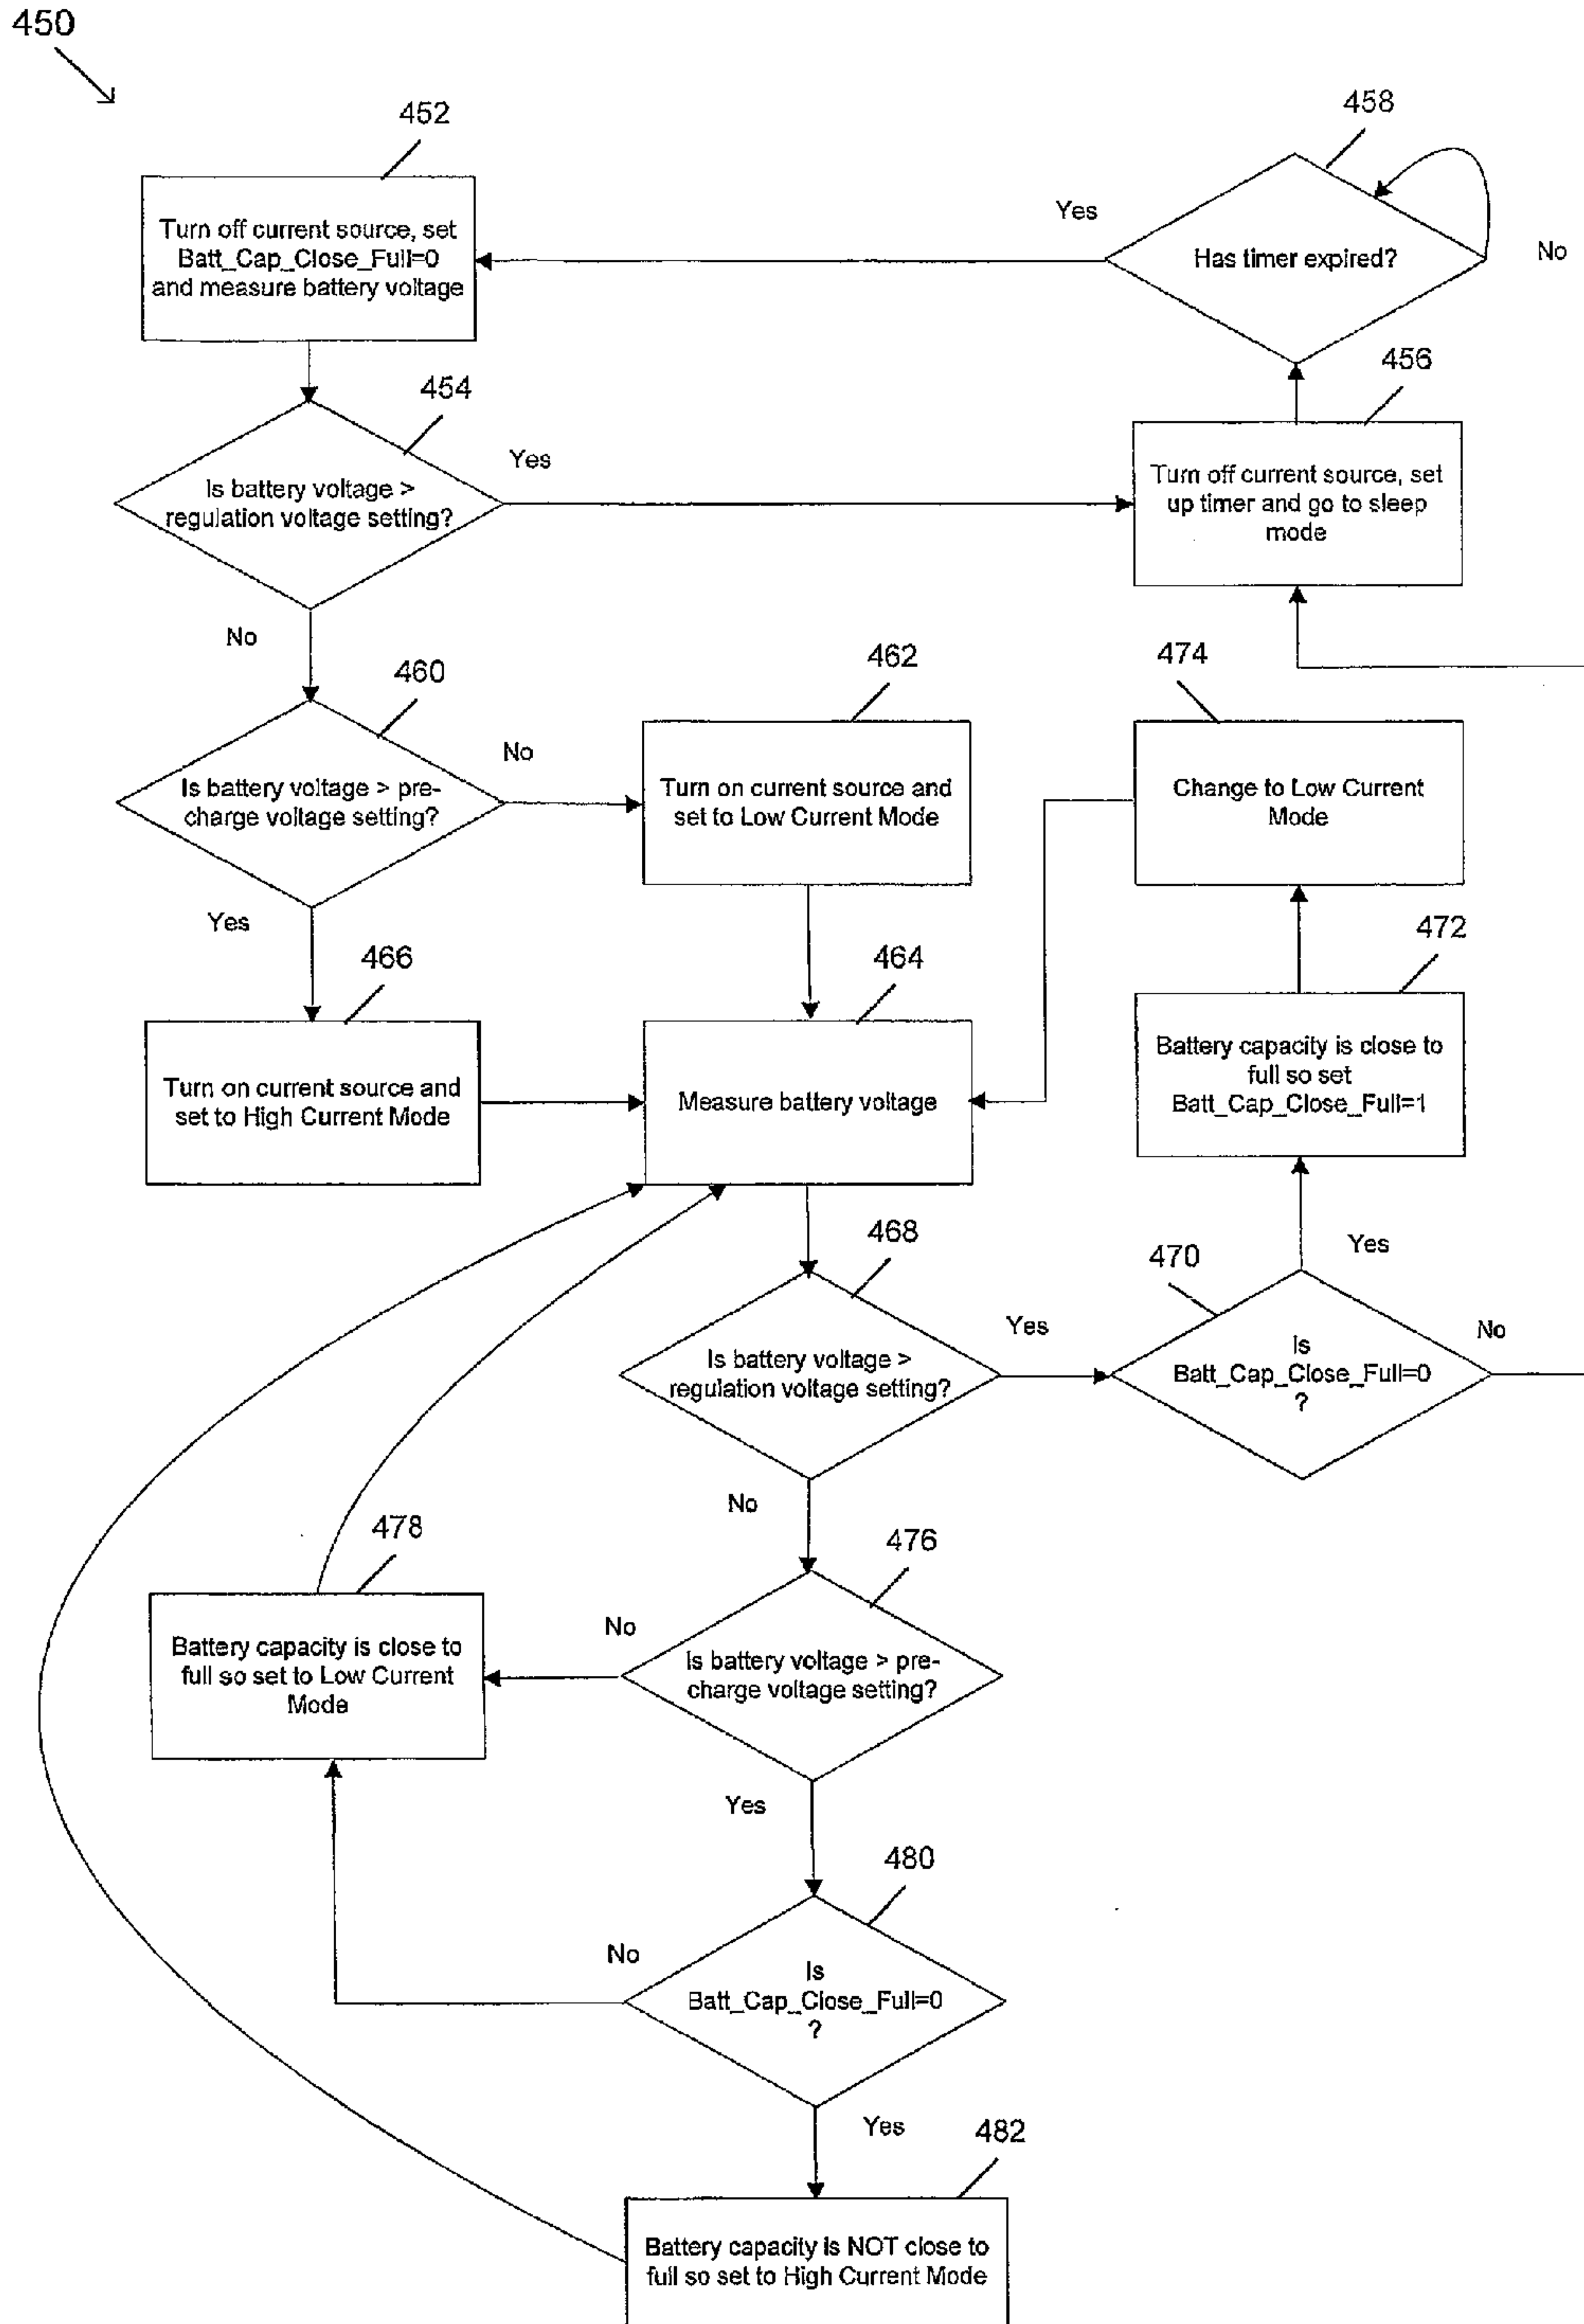 450
452
Turn off current source, set
Batt_Cap_Close_Full=0
and measure battery voltage
458
Yes
Has timer expired?
No
454
Is battery voltage >
regulation voltage setting?
Yes
No
456
Turn off current source, set
up timer and go to sleep
mode
460
Is battery voltage > pre-
charge voltage setting?
No
Yes
462
Turn on current source and
set to Low Current Mode
474
Change to Low Current
Mode
466
Turn on current source and
set to High Current Mode
464
Measure battery voltage
472
Battery capacity is close to
full so set
Batt_Cap_Close_Full=1
468
Is battery voltage >
regulation voltage setting?
Yes
No
470
Yes
Is
Batt_Cap_Close_Full=0
?
No
478
Battery capacity is close to
full so set to Low Current
Mode
476
No
Is battery voltage > pre-
charge voltage setting?
Yes
480
No
Is
Batt_Cap_Close_Full=0
?
Yes
482
Battery capacity is NOT close to
full so set to High Current Mode